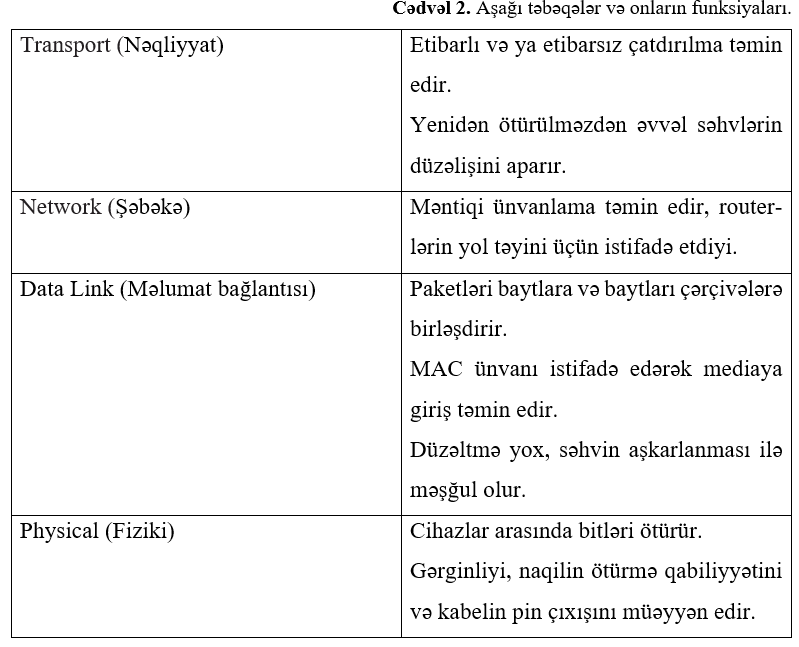 Cədvəl 2. Aşağı təbəqələr və onların funksiyaları.
Transport (Nəqliyyat)
Etibarlı və ya etibarsız çatdırılma təmin
edir.
Yenidən ötürülməzdən əvvəl səhvlərin
düzəlişini aparır.
Network (Şəbəkə)
Məntiqi ünvanlama təmin edir, router-
lərin yol təyini üçün istifadə etdiyi.
Data Link (Məlumat bağlantısı)
Paketləri baytlara və baytları çərçivələrə
birləşdirir.
MAC ünvanı istifadə edərək mediaya
giriş təmin edir.
Düzəltmə yox, səhvin aşkarlanması ilə
məşğul olur.
Physical (Fiziki)
Cihazlar arasında bitləri ötürür.
Gərginliyi, naqilin ötürmə qabiliyyətini
və kabelin pin çıxışını müəyyən edir.